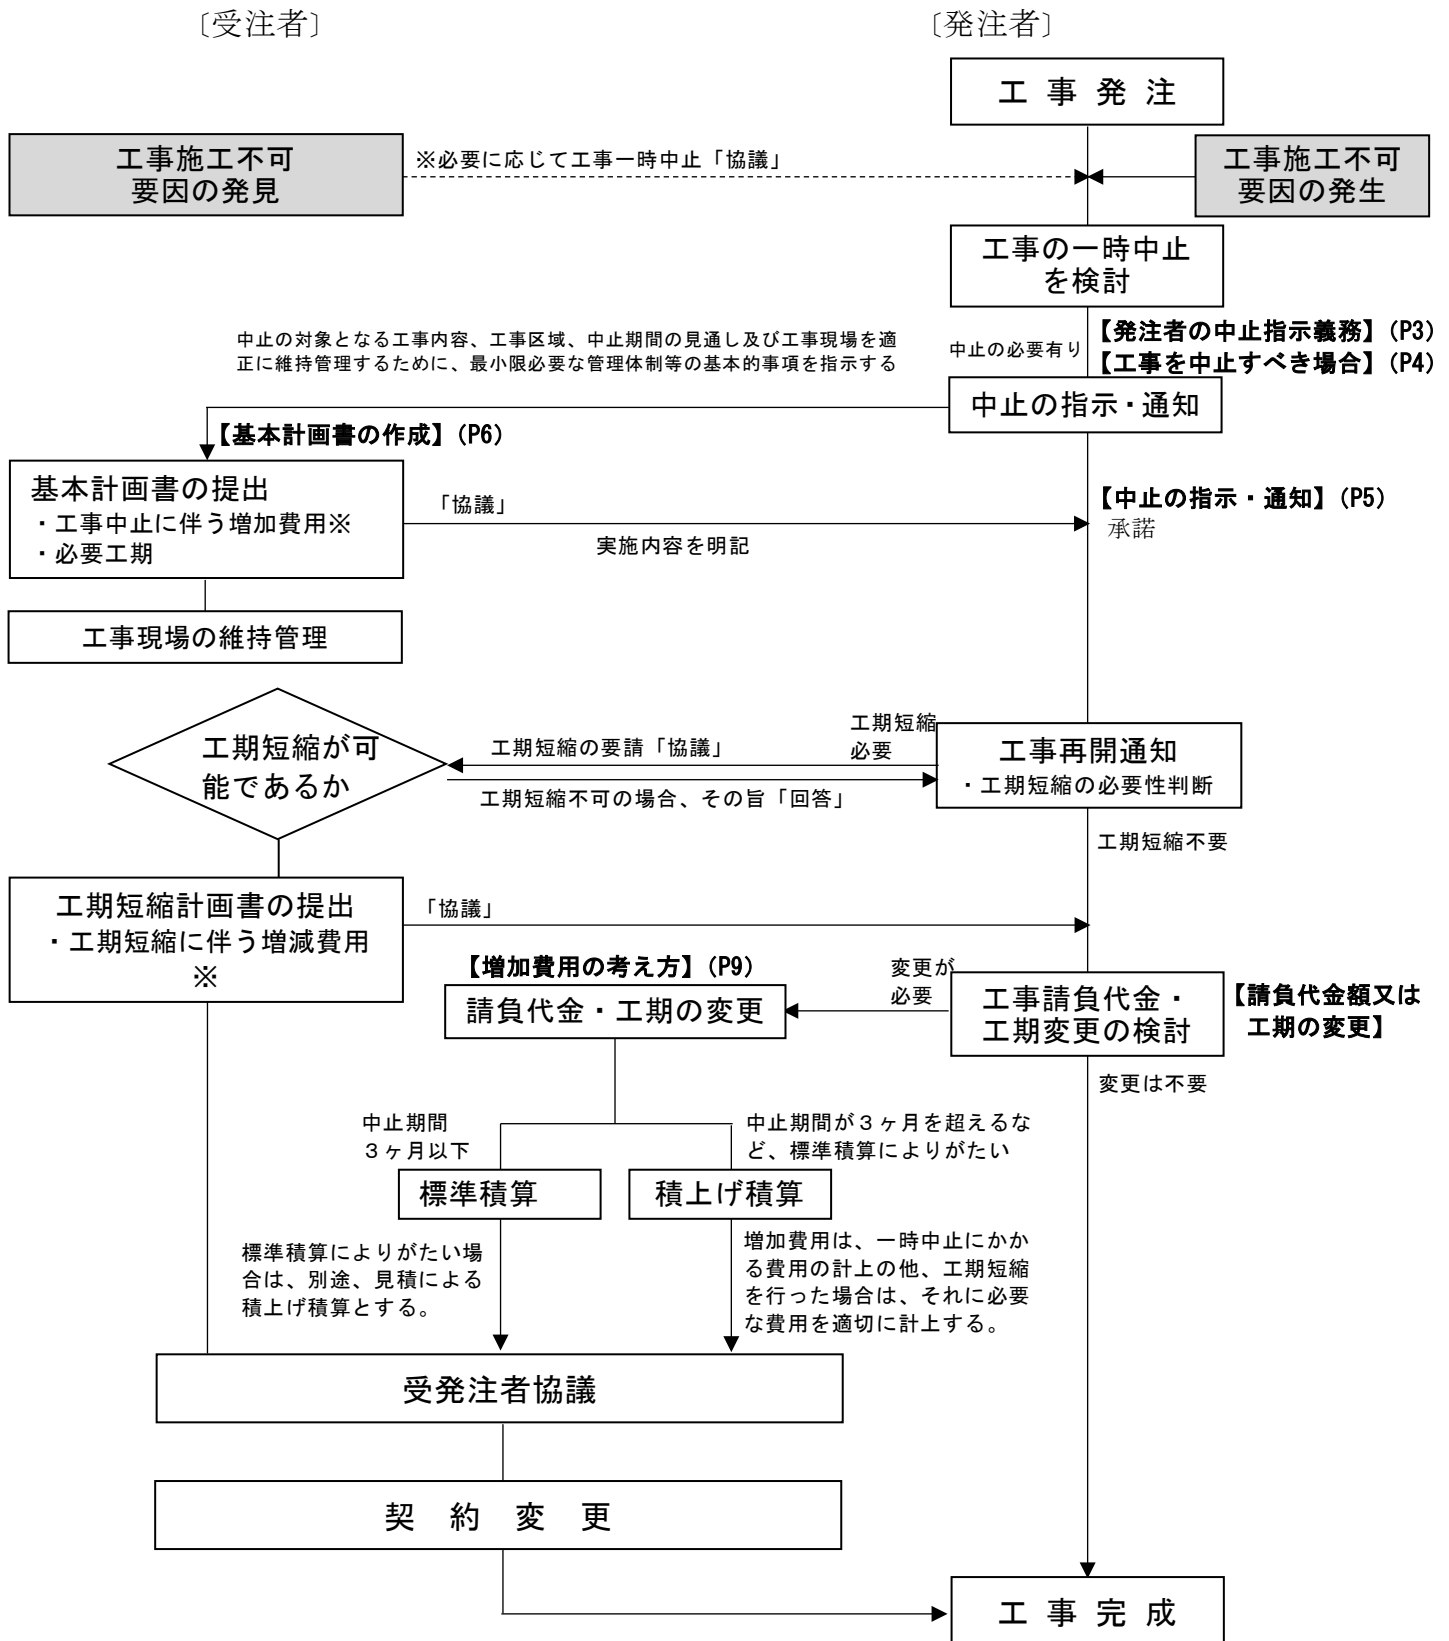 〔受注者〕
〔発注者〕
工 事 発 注
工事施工不可
要因の発見
※必要に応じて工事一時中止「協議」
工事施工不可
要因の発生
工事の一時中止
を検討
中止の対象となる工事内容、工事区域、中止期間の見通し及び工事現場を適
正に維持管理するために、最小限必要な管理体制等の基本的事項を指示する
中止の必要有り
【発注者の中止指示義務】(P3)
【工事を中止すべき場合】(P4)
中止の指示・通知
【基本計画書の作成】(P6)
基本計画書の提出
・工事中止に伴う増加費用※
・必要工期
「協議」
実施内容を明記
【中止の指示・通知】(P5)
承諾
工事現場の維持管理
工期短縮が可
能であるか
工期短縮の要請「協議」
工期短縮
必要
工事再開通知
・工期短縮の必要性判断
工期短縮不可の場合、その旨「回答」
工期短縮不要
工期短縮計画書の提出
・工期短縮に伴う増減費用
※
「協議」
【増加費用の考え方】(P9)
請負代金・工期の変更
変更が
必要
工事請負代金・
工期変更の検討
【請負代金額又は
工期の変更】
変更は不要
中止期間
3ヶ月以下
中止期間が3ヶ月を超えるな
ど、標準積算によりがたい
標準積算
積上げ積算
標準積算によりがたい場
合は、別途、見積による
積上げ積算とする。
増加費用は、一時中止にかか
る費用の計上の他、工期短縮
を行った場合は、それに必要
な費用を適切に計上する。
受発注者協議
契 約 変 更
工 事 完 成